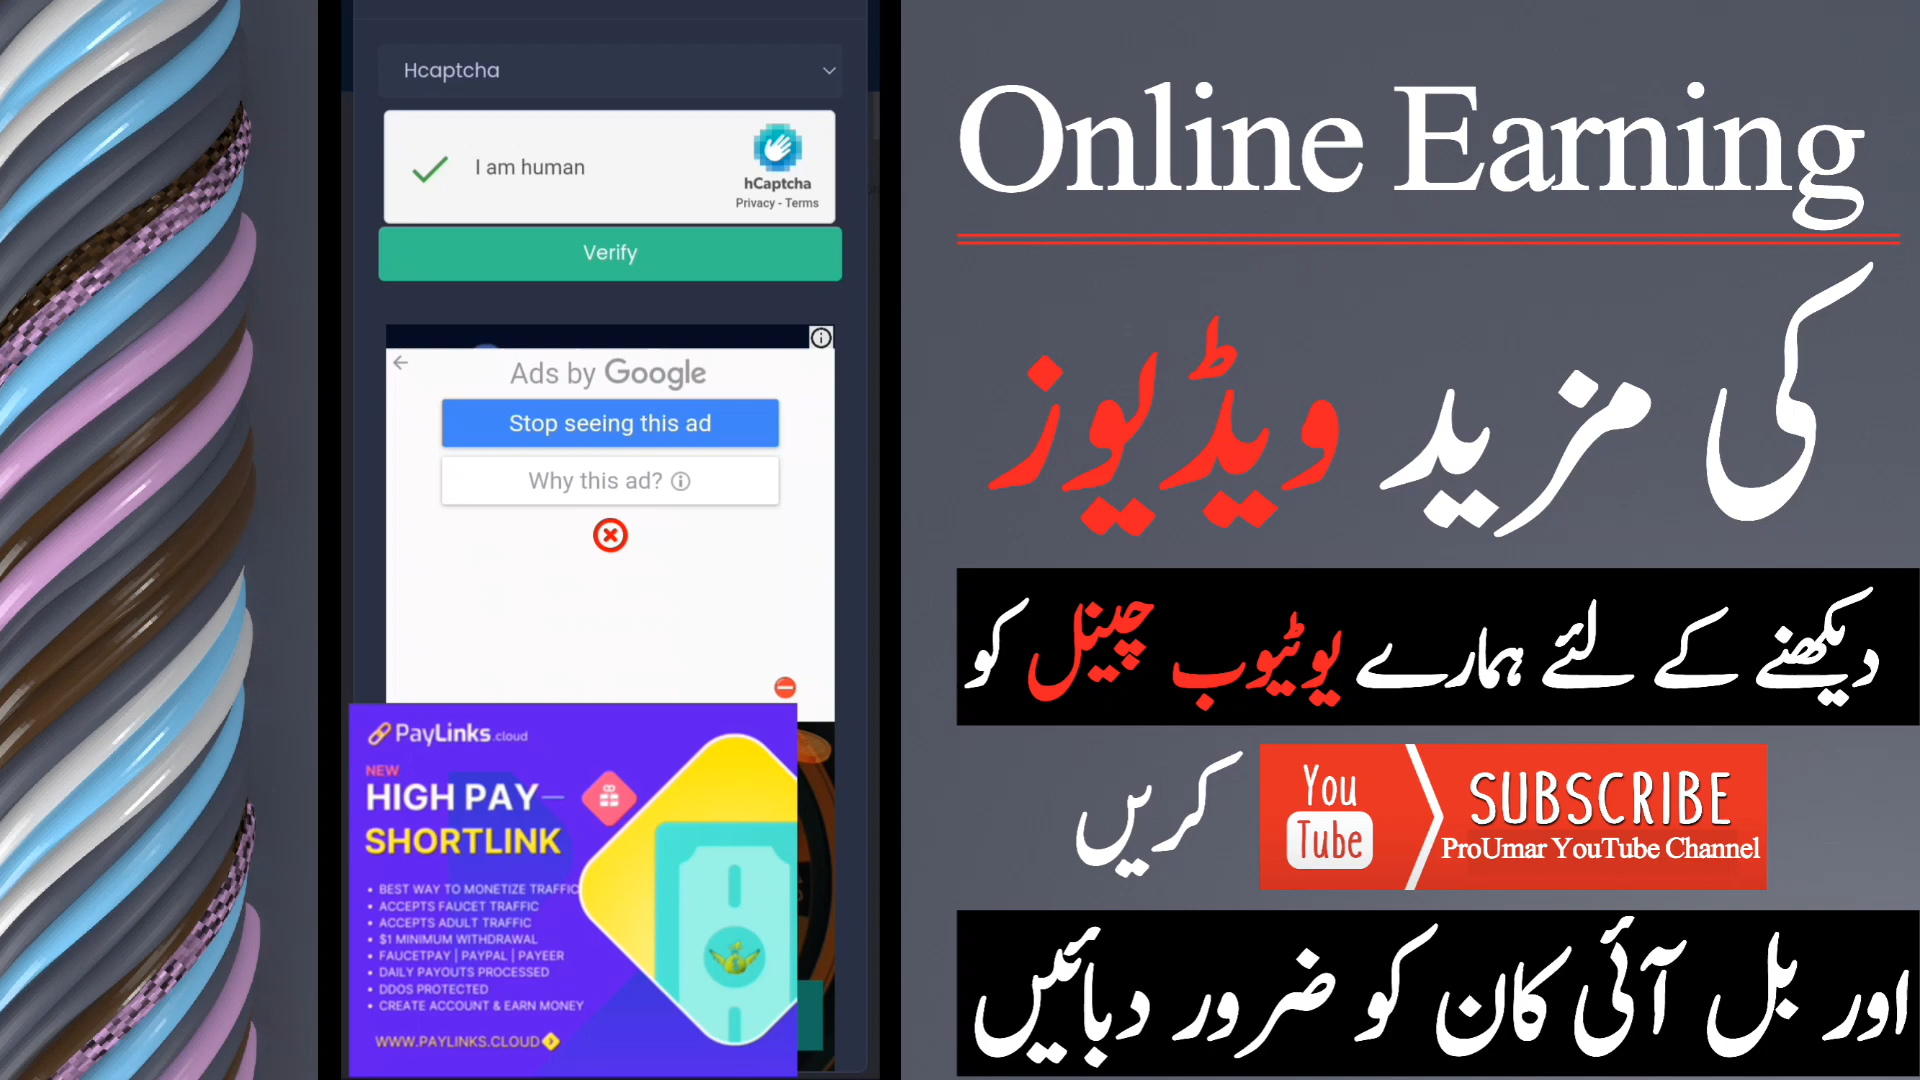 Hcaptcha
I am human
hCaptcha
Privacy - Terms
Verify
Ads by Google
Stop seeing this ad
Why this ad?
PayLinks.cloud
NEW
HIGH PAY
SHORTLINK
• BEST WAY TO MONETIZE TRAFFIC
• ACCEPTS FAUCET TRAFFIC
• ACCEPTS ADULT TRAFFIC
• $1 MINIMUM WITHDRAWAL
• FAUCETPAY | PAYPAL | PAYEER
• DAILY PAYOUTS PROCESSED
• DDOS PROTECTED
• CREATE ACCOUNT & EARN MONEY
WWW.PAYLINKS.CLOUD
Online Earning
کی مزید ویڈیوز
دیکھنے کے لئے ہمارے یوٹیوب چینل کو
You Tube
SUBSCRIBE
ProUmar YouTube Channel
کریں
اور بل آئی کان کو ضرور دبائیں